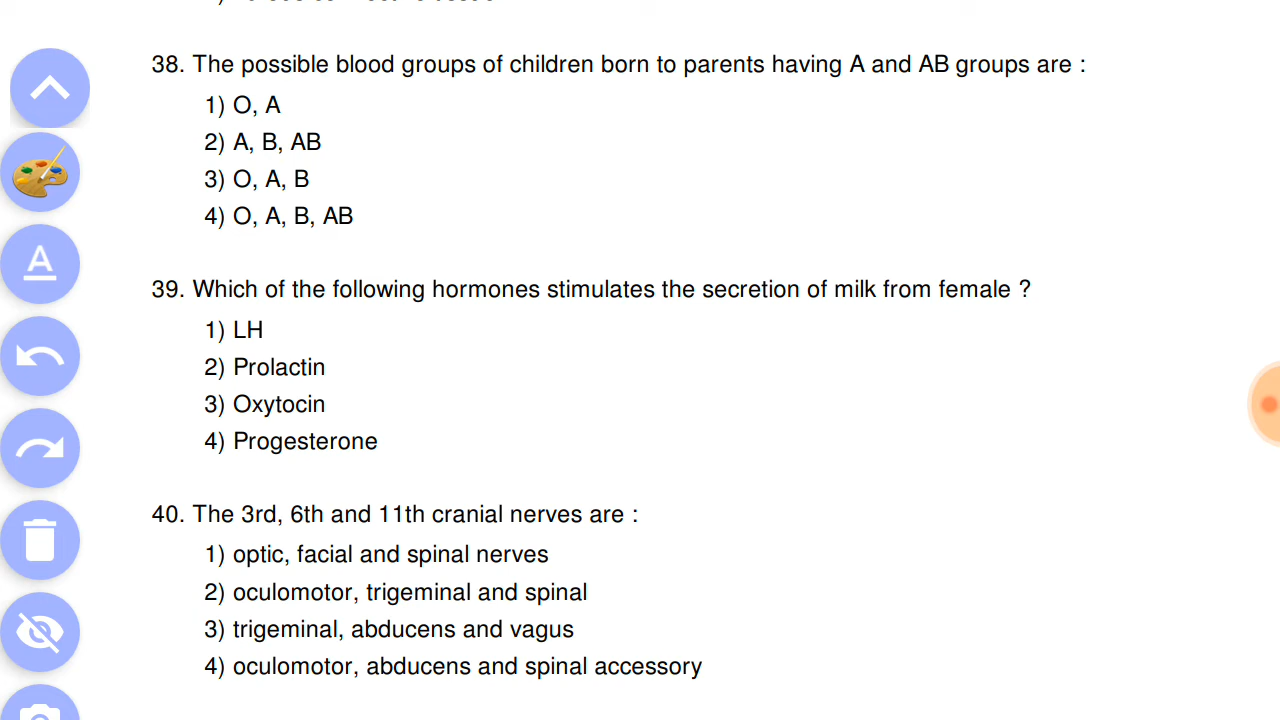 38. The possible blood groups of children born to parents having A and AB groups are :
1) O, A
2) A, B, AB
3) O, A, B
4) O, A, B, AB
39. Which of the following hormones stimulates the secretion of milk from female ?
1) LH
2) Prolactin
3) Oxytocin
4) Progesterone
40. The 3rd, 6th and 11th cranial nerves are :
1) optic, facial and spinal nerves
2) oculomotor, trigeminal and spinal
3) trigeminal, abducens and vagus
4) oculomotor, abducens and spinal accessory